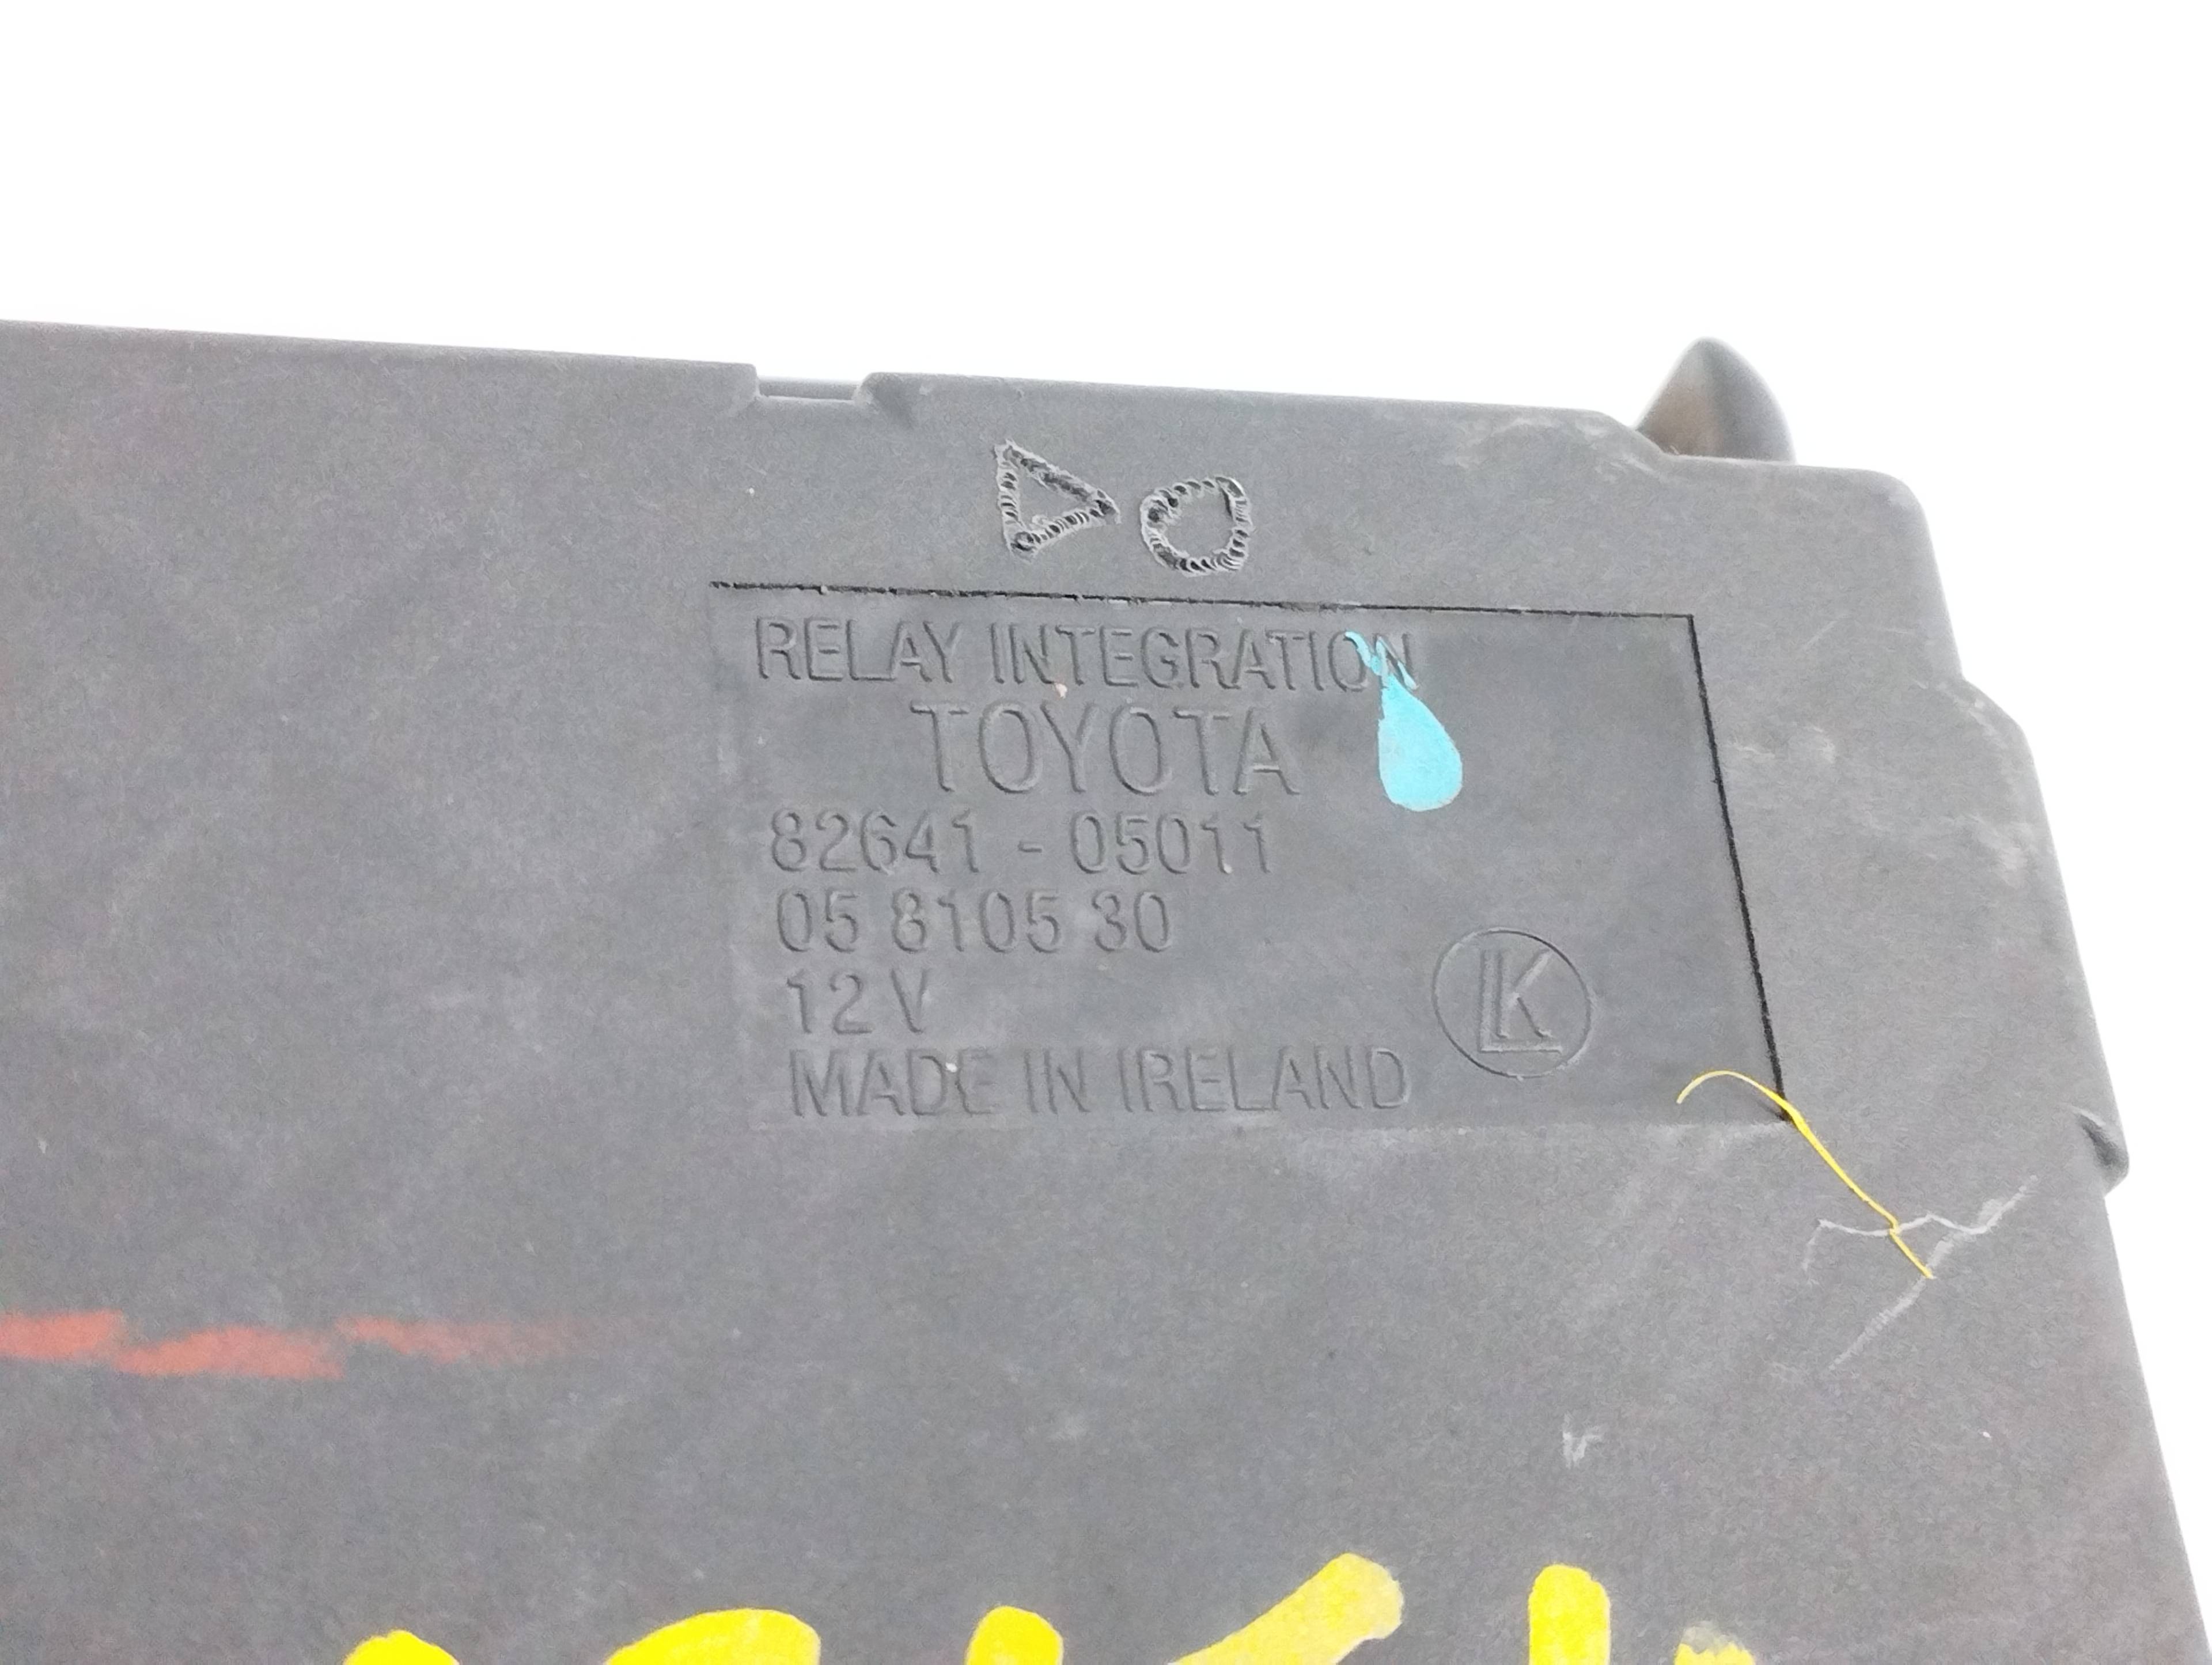 RELAY INTEGRATION
TOYOTA
82641 - 05011
05 8105 30
12 V
LK
MADE IN IRELAND